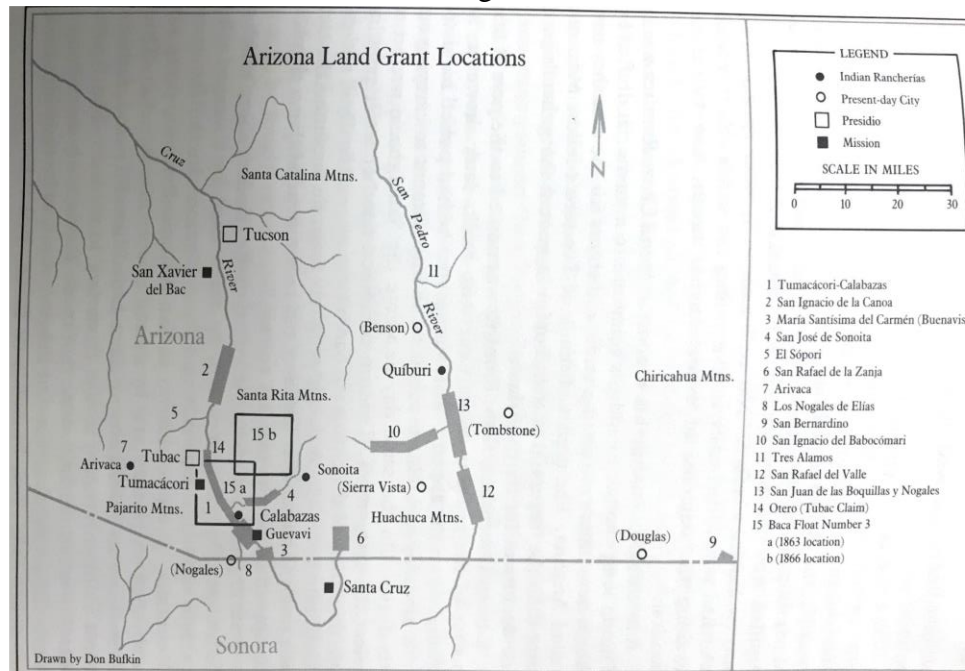 Arizona Land Grant Locations
LEGEND
Indian Rancherías
Present-day City
Presidio
Mission
SCALE IN MILES
0 10 20 30
N
Cruz
River
Santa Catalina Mtns.
San
Pedro
River
Tucson
San Xavier
del Bac
11
Arizona
(Benson)
Quíburi
Chiricahua Mtns.
2
Santa Rita Mtns.
13
5
15 b
10
(Tombstone)
7
Tubac
14
Arivaca
Sonoita
Tumacácori
15 a
4
(Sierra Vista)
12
Pajarito Mtns.
1
Calabazas
Huachuca Mtns.
Guevavi
6
(Douglas)
9
3
(Nogales)
8
Santa Cruz
Sonora
Drawn by Don Bufkin
1 Tumacácori-Calabazas
2 San Ignacio de la Canoa
3 María Santísima del Carmén (Buenavis
4 San José de Sonoita
5 El Sópori
6 San Rafael de la Zanja
7 Arivaca
8 Los Nogales de Elías
9 San Bernardino
10 San Ignacio del Babocómari
11 Tres Alamos
12 San Rafael del Valle
13 San Juan de las Boquillas y Nogales
14 Otero (Tubac Claim)
15 Baca Float Number 3
a (1863 location)
b (1866 location)